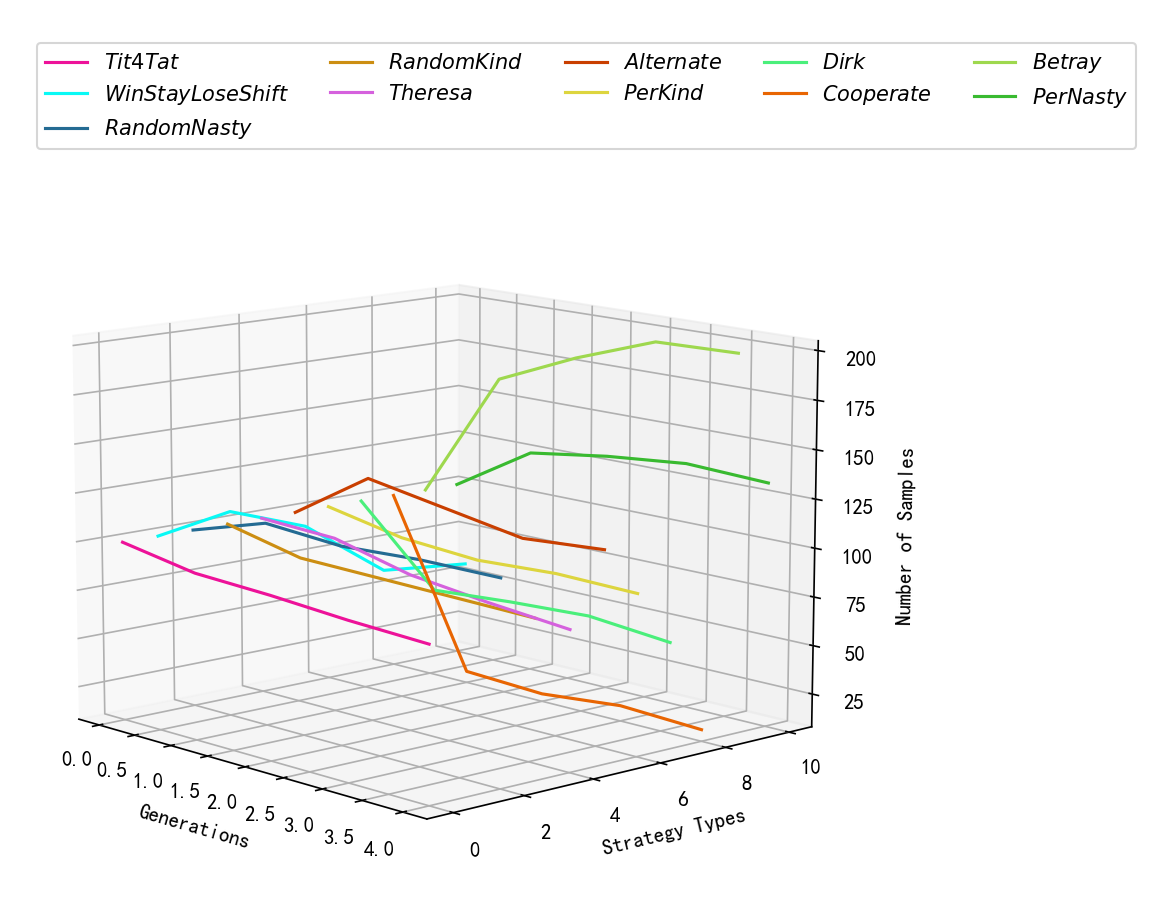 Tit4Tat RandomKind Alternate Dirk Betray
WinStayLoseShift Theresa PerKind Cooperate PerNasty
RandomNasty
200
175
150
125
100
75
50
25
Number of Samples
0.0 0.5 1.0 1.5 2.0 2.5 3.0 3.5 4.0
Generations
0 2 4 6 8 10
Strategy Types